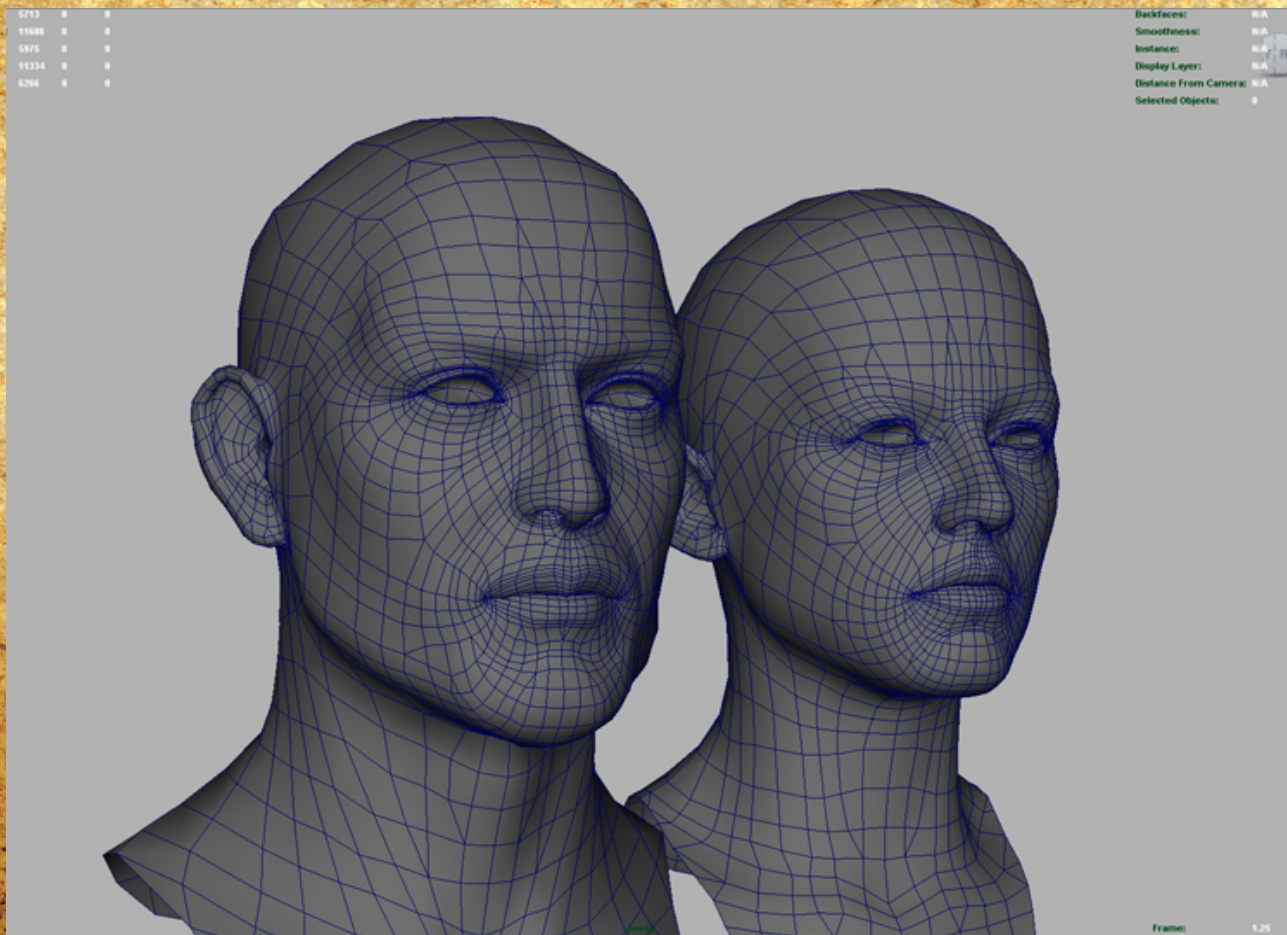 5713 0 0
11686 0 0
5975 0 0
11334 0 0
6266 0 0
Backfaces: N/A
Smoothness: N/A
Instance: N/A
Display Layer: N/A
Distance From Camera: N/A
Selected Objects: 0
Frame: 1.25